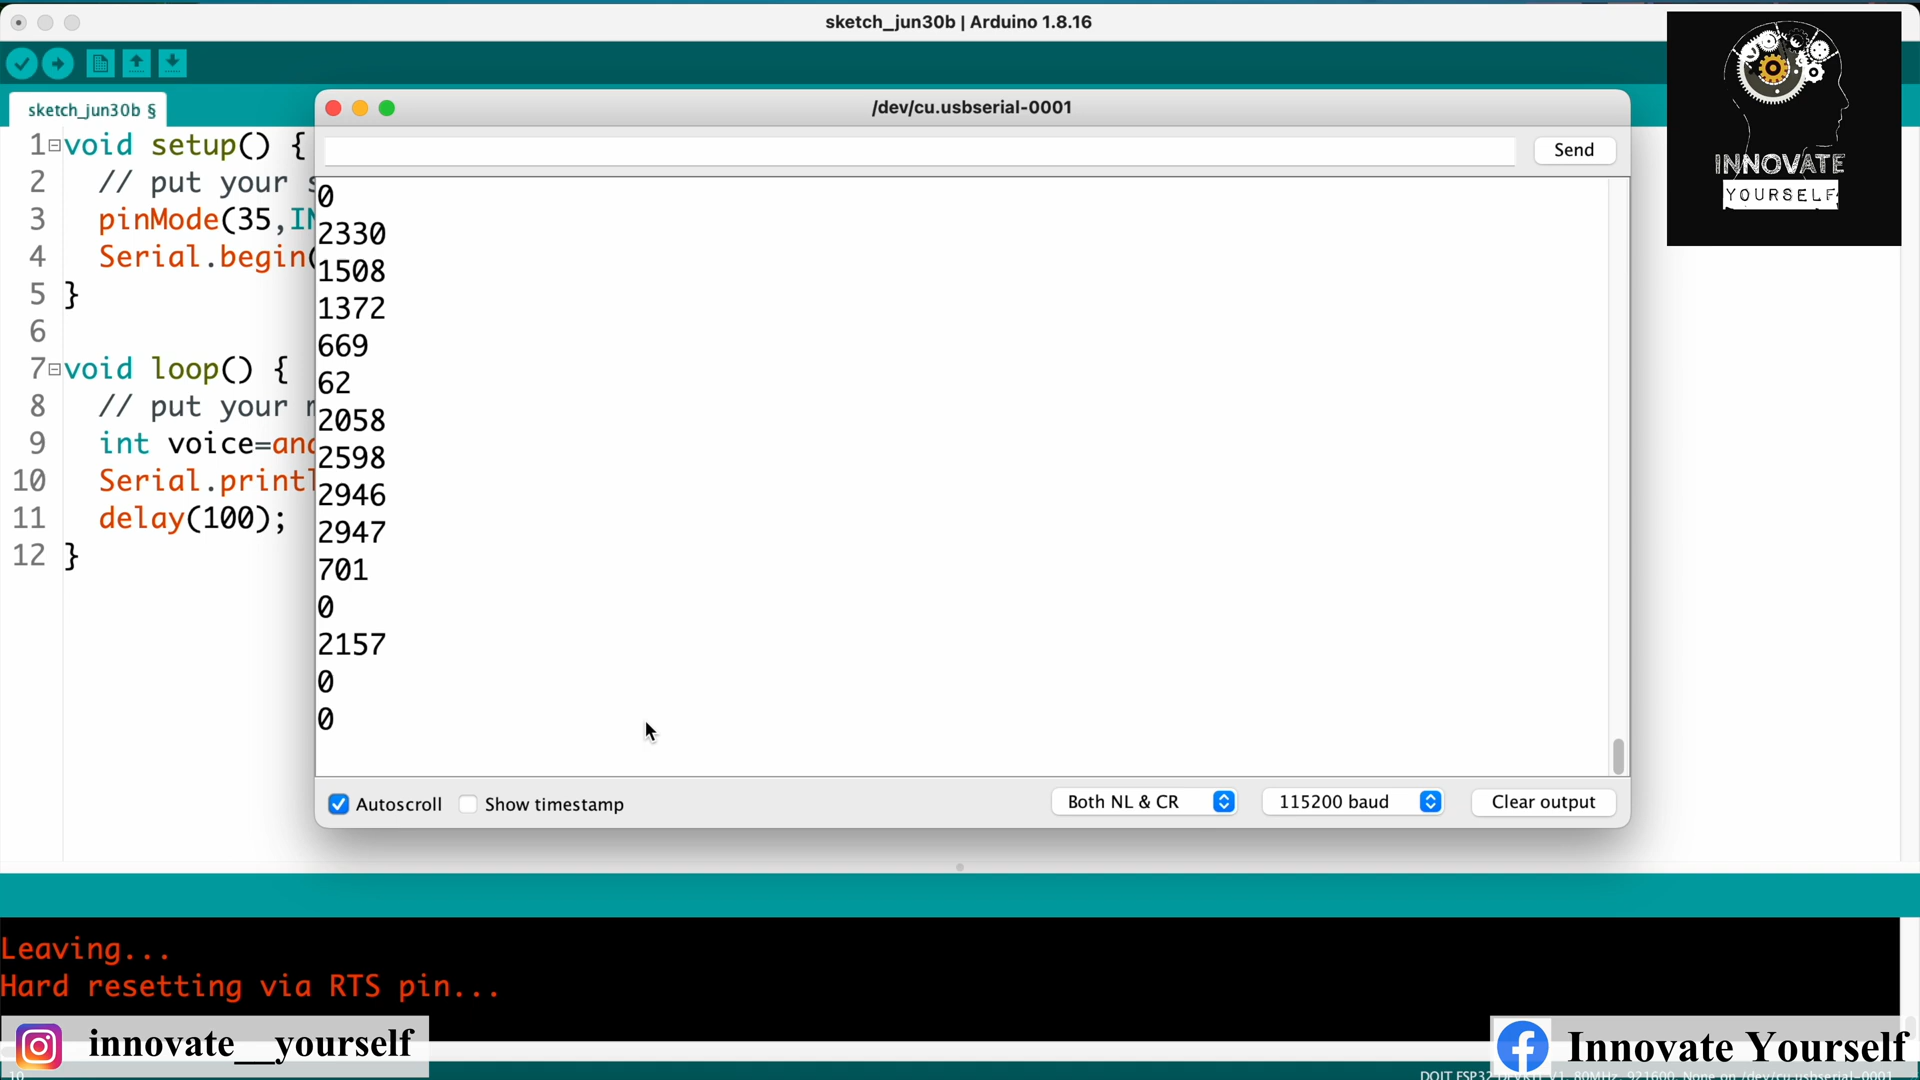 sketch_jun30b | Arduino 1.8.16
sketch_jun30b §
/dev/cu.usbserial-0001
Send
INNOVATE
YOURSELF
1 void setup() {
2 // put your
3 pinMode(35,
4 Serial.begin
5 }
6
7 void loop() {
8 // put your
9 int voice=
10 Serial.
11 delay(100);
12 }
0
2330
1508
1372
669
62
2058
2598
2946
2947
701
0
2157
0
0
Autoscroll
Show timestamp
Both NL & CR
115200 baud
Clear output
Leaving...
Hard resetting via RTS pin...
innovate__yourself
Innovate Yourself